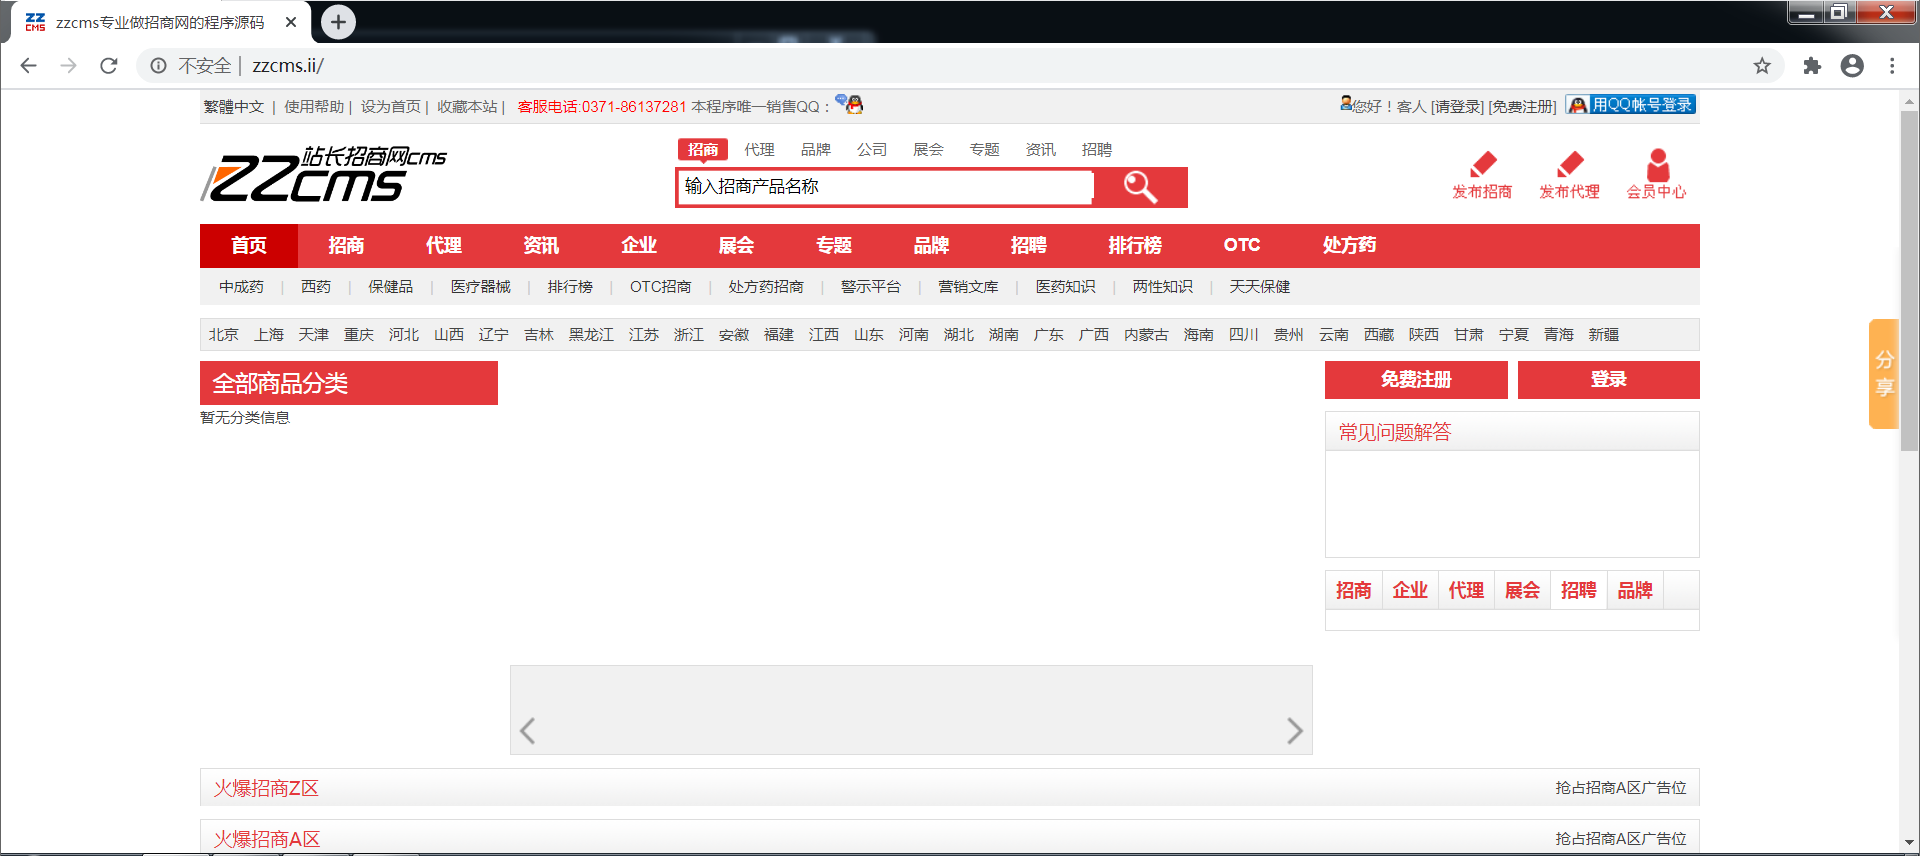 zzcms专业做招商网的程序源码
不安全 | zzcms.ii/
繁體中文 | 使用帮助 | 设为首页 | 收藏本站 | 客服电话:0371-86137281 本程序唯一销售QQ：
您好！客人 [请登录] [免费注册] 用QQ帐号登录
站长招商网cms
ZZcms
招商 代理 品牌 公司 展会 专题 资讯 招聘
输入招商产品名称
发布招商 发布代理 会员中心
首页 招商 代理 资讯 企业 展会 专题 品牌 招聘 排行榜 OTC 处方药
中成药 | 西药 | 保健品 | 医疗器械 | 排行榜 | OTC招商 | 处方药招商 | 警示平台 | 营销文库 | 医药知识 | 两性知识 | 天天保健
北京 上海 天津 重庆 河北 山西 辽宁 吉林 黑龙江 江苏 浙江 安徽 福建 江西 山东 河南 湖北 湖南 广东 广西 内蒙古 海南 四川 贵州 云南 西藏 陕西 甘肃 宁夏 青海 新疆
全部商品分类
暂无分类信息
免费注册 登录
常见问题解答
招商 企业 代理 展会 招聘 品牌
分享
火爆招商Z区 抢占招商A区广告位
火爆招商A区 抢占招商A区广告位